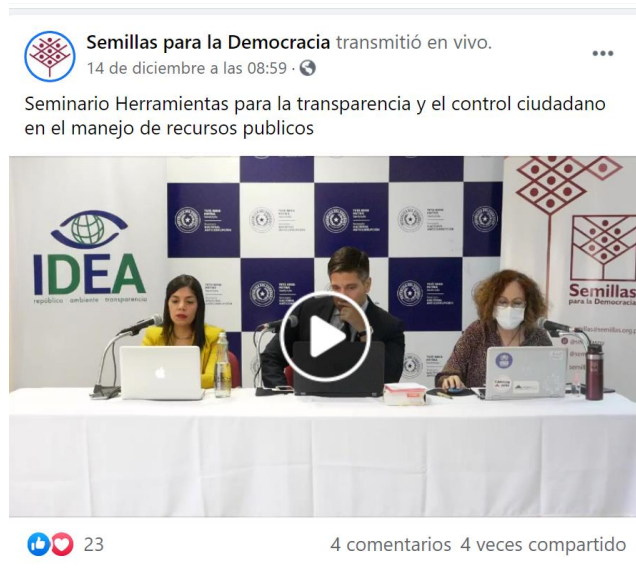 Semillas para la Democracia transmitió en vivo.
14 de diciembre a las 08:59 ·
Seminario Herramientas para la transparencia y el control ciudadano
en el manejo de recursos publicos
IDEA
república · ambiente · transparencia
Semillas
para la Democracia
23
4 comentarios 4 veces compartido